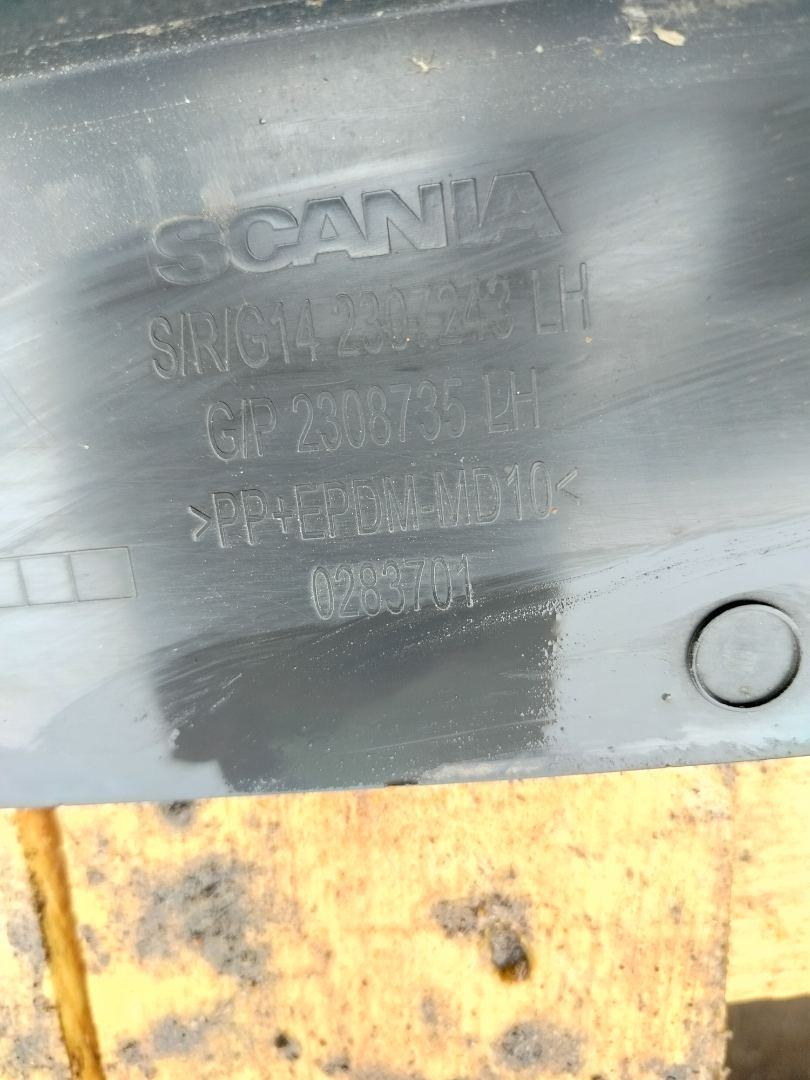 SCANIA
S/R/G14 2307243 LH
G/P 2308735 LH
>PP+EPDM-MD10<
0283701